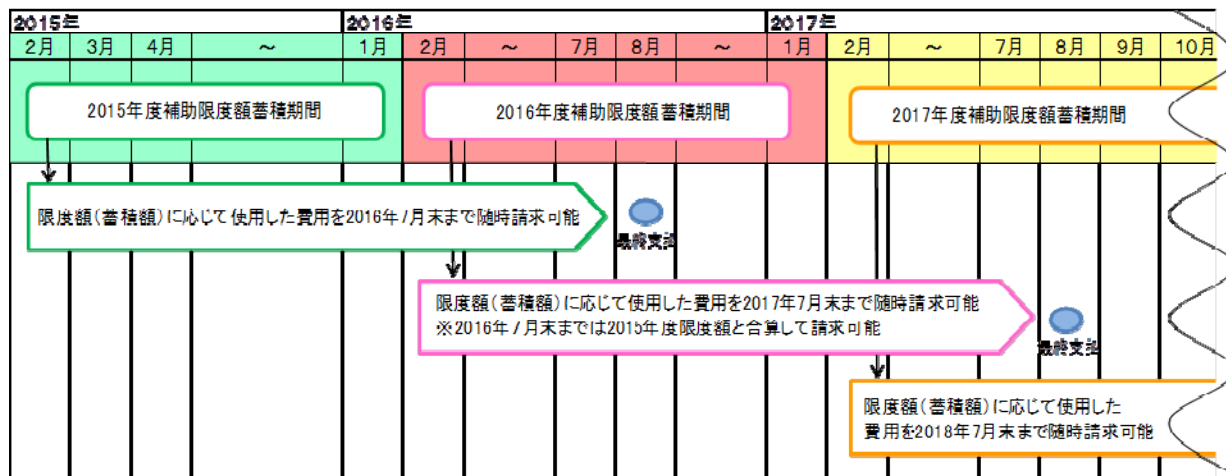 2015年 2016年 2017年
2月 3月 4月 ～ 1月 2月 ～ 7月 8月 ～ 1月 2月 ～ 7月 8月 9月 10月
2015年度補助限度額蓄積期間
2016年度補助限度額蓄積期間
2017年度補助限度額蓄積期間
限度額(蓄積額)に応じて使用した費用を2016年7月末まで随時請求可能
最終支払
限度額(蓄積額)に応じて使用した費用を2017年7月末まで随時請求可能
※2016年7月末までは2015年度限度額と合算して請求可能
最終支払
限度額(蓄積額)に応じて使用した
費用を2018年7月末まで随時請求可能